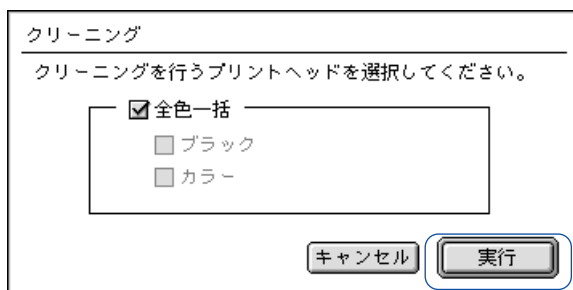 クリーニング
クリーニングを行うプリントヘッドを選択してください。
全色一括
ブラック
カラー
キャンセル 実行